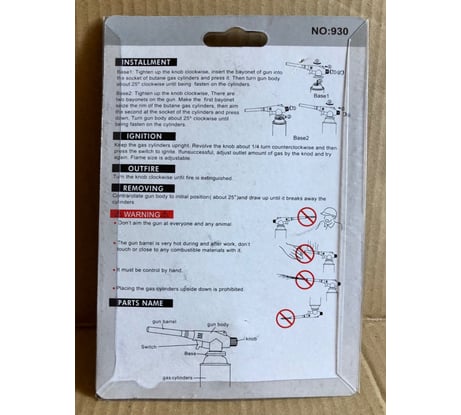 NO:930
INSTALLMENT
Base1: Tighten up the knob clockwise, insert the bayonet of gun into
the socket of butane gas cylinders and press it. Then turn gun body
about 25° clockwise until being fasten on the cylinders.
Base2: Tighten up the knob clockwise. There are
two bayonets on the gun. Make the first bayonet
seize the rim of the butane gas cylinders, then aim
the second at the socket of the cylinders and press
down, Turn gun body about 25° clockwise until
being fasten on the cylinders.
Base1
Base2
IGNITION
Keep the gas cylinders upright. Revolve the knob about 1/4 turn counterclockwise and then
press the switch to ignite. Ifunsuccessful, adjust outlet amount of gas by the knod and try
again. Flame size is adjustable.
OUTFIRE
Turn the knob clockwise until fire is extinguished.
REMOVING
Contrarotate gun body to initial position( about 25°)and draw up until it breaks away the
cylinders.
WARNING
• Don't aim the gun at everyone and any animal.
• The gun barrel is very hot during and after work, don't
touch or close to any combustible materials with it.
• It must be control by hand.
• Placing the gas cylinders upside down is prohibited.
PARTS NAME
gun barrel
gun body
knob
Switch
Base
gas cylinders